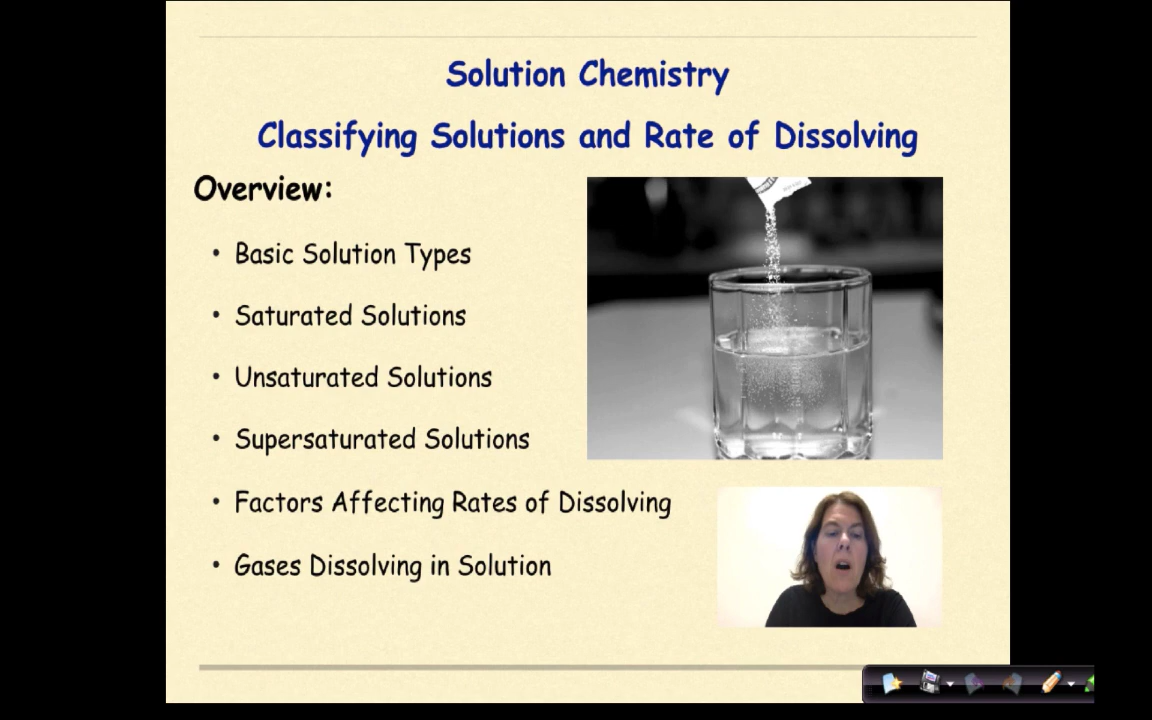 Solution Chemistry
Classifying Solutions and Rate of Dissolving
Overview:
• Basic Solution Types
• Saturated Solutions
• Unsaturated Solutions
• Supersaturated Solutions
• Factors Affecting Rates of Dissolving
• Gases Dissolving in Solution